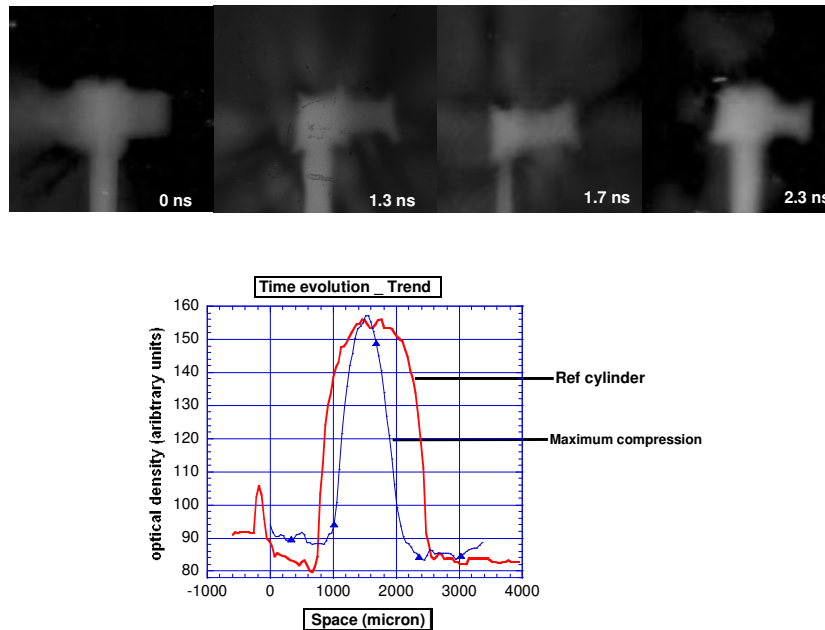 0 ns
1.3 ns
1.7 ns
2.3 ns
Time evolution _ Trend
optical density (aribtrary units)
160
150
140
130
120
110
100
90
80
-1000 0 1000 2000 3000 4000
Space (micron)
Ref cylinder
Maximum compression